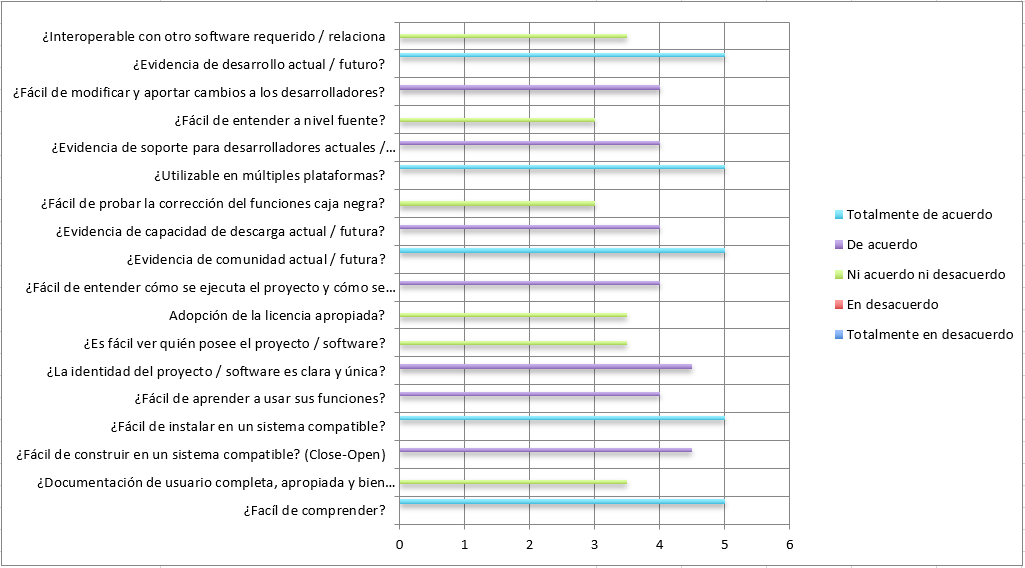 ¿Interoperable con otro software requerido / relaciona
¿Evidencia de desarrollo actual / futuro?
¿Fácil de modificar y aportar cambios a los desarrolladores?
¿Fácil de entender a nivel fuente?
¿Evidencia de soporte para desarrolladores actuales /...
¿Utilizable en múltiples plataformas?
¿Fácil de probar la corrección del funciones caja negra?
¿Evidencia de capacidad de descarga actual / futura?
¿Evidencia de comunidad actual / futura?
¿Fácil de entender cómo se ejecuta el proyecto y cómo se...
Adopción de la licencia apropiada?
¿Es fácil ver quién posee el proyecto / software?
¿La identidad del proyecto / software es clara y única?
¿Fácil de aprender a usar sus funciones?
¿Fácil de instalar en un sistema compatible?
¿Fácil de construir en un sistema compatible? (Close-Open)
¿Documentación de usuario completa, apropiada y bien...
¿Facíl de comprender?
0 1 2 3 4 5 6
Totalmente de acuerdo
De acuerdo
Ni acuerdo ni desacuerdo
En desacuerdo
Totalmente en desacuerdo